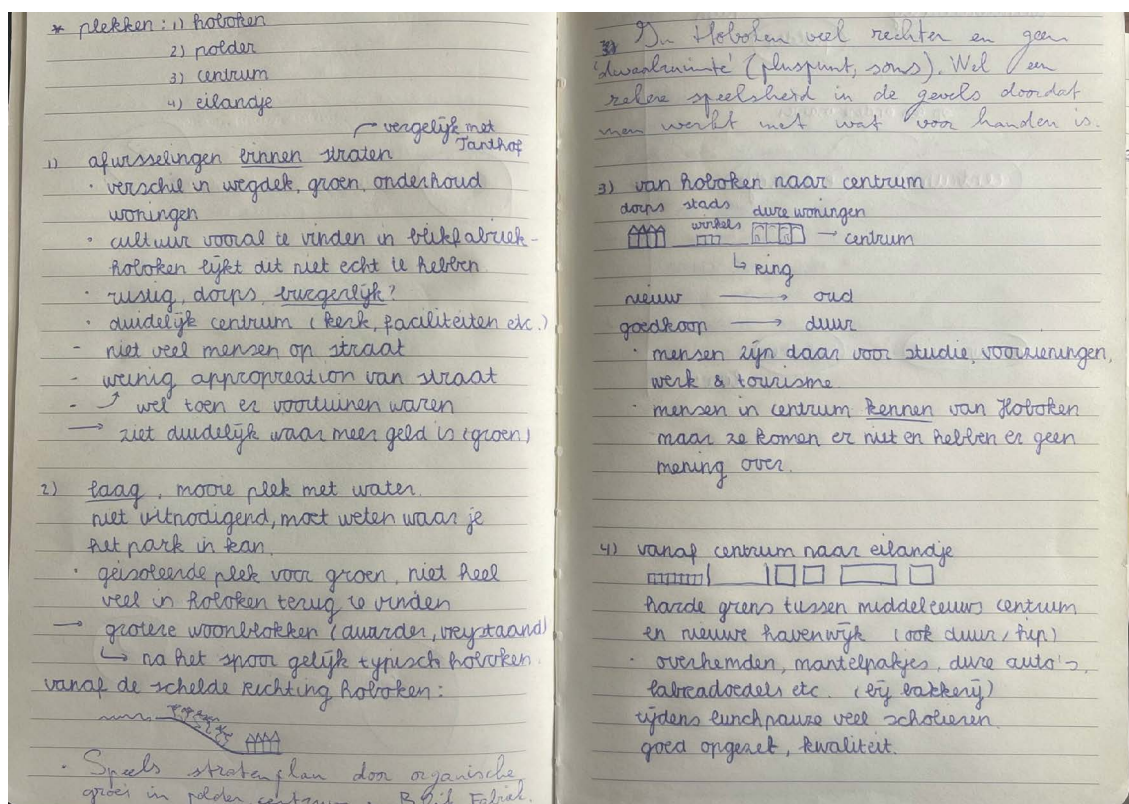 * plekken: 1) hoboken
2) polder
3) centrum
4) eilandje
vergelijk met
Tanthof
1) afwisselingen binnen straten
· verschil in wegdek, groen, onderhoud
woningen
· cultuur vooral te vinden in blikfabriek -
hoboken lijkt dit niet echt te hebben
· rustig, dorps, burgerlijk?
· duidelijk centrum (kerk, faciliteiten etc.)
- niet veel mensen op straat
- weinig appropreation van straat
- wel toen er voortuinen waren
→ ziet duidelijk waar meer geld is (groen)
2) laag, mooie plek met water.
niet uitnodigend, moet weten waar je
het park in kan.
· geïsoleerde plek voor groen, niet heel
veel in hoboken terug te vinden
→ grotere woonblokken (duurder, vrijstaand)
↳ na het spoor gelijk typisch hoboken.
vanaf de schelde richting hoboken:
· Speels stratenplan door organische
groei in polder centrum
3) In Hoboken veel rechter en geen
'dwaalruimte' (pluspunt, soms). Wel een
zekere speelsheid in de gevels doordat
men werkt met wat voor handen is.
3) van hoboken naar centrum
dorps stads dure woningen
winkels → centrum
↳ ring
nieuw → oud
goedkoop → duur
· mensen zijn daar voor studie, voorzieningen,
werk & tourisme
· mensen in centrum kennen van Hoboken
maar ze komen er niet en hebben er geen
mening over.
4) vanaf centrum naar eilandje
harde grens tussen middeleeuws centrum
en nieuwe havenwijk (ook duur/hip)
· overhemden, mantelpakjes, dure auto's,
labradoedels etc. (bij bakkerij)
tijdens lunchpauze veel scholieren.
goed opgezet, kwaliteit.